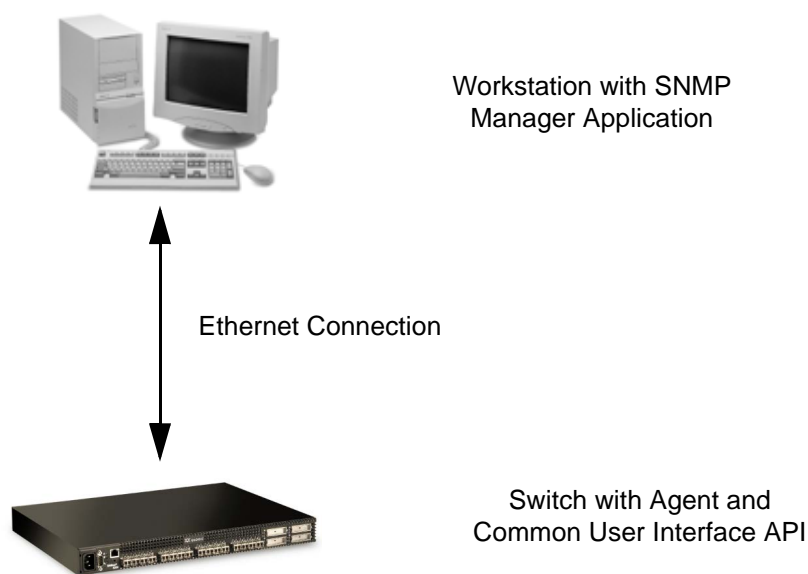 Workstation with SNMP
Manager Application
Ethernet Connection
Switch with Agent and
Common User Interface API